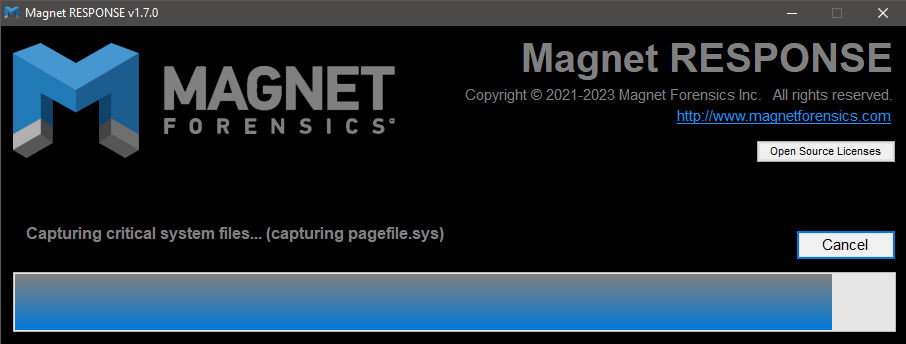 Magnet RESPONSE v1.7.0
MAGNET
FORENSICS
Magnet RESPONSE
Copyright © 2021-2023 Magnet Forensics Inc.   All rights reserved.
http://www.magnetforensics.com
Open Source Licenses
Capturing critical system files... (capturing pagefile.sys)
Cancel